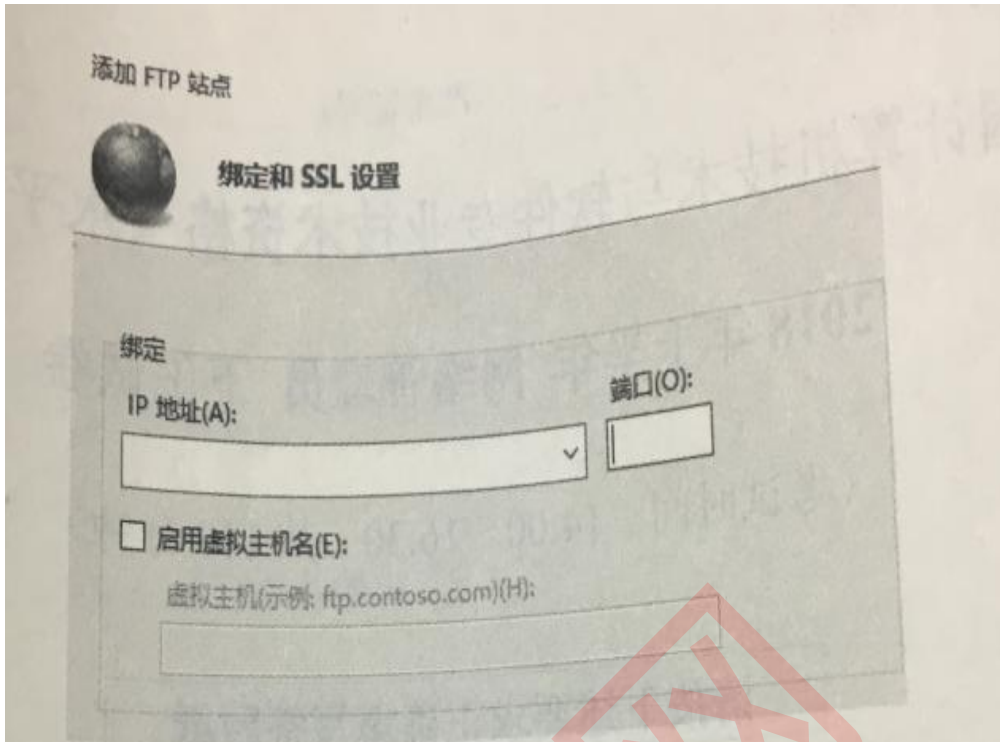 添加 FTP 站点
绑定和 SSL 设置
绑定
IP 地址(A):
端口(O):
启用虚拟主机名(E):
虚拟主机(示例: ftp.contoso.com)(H):